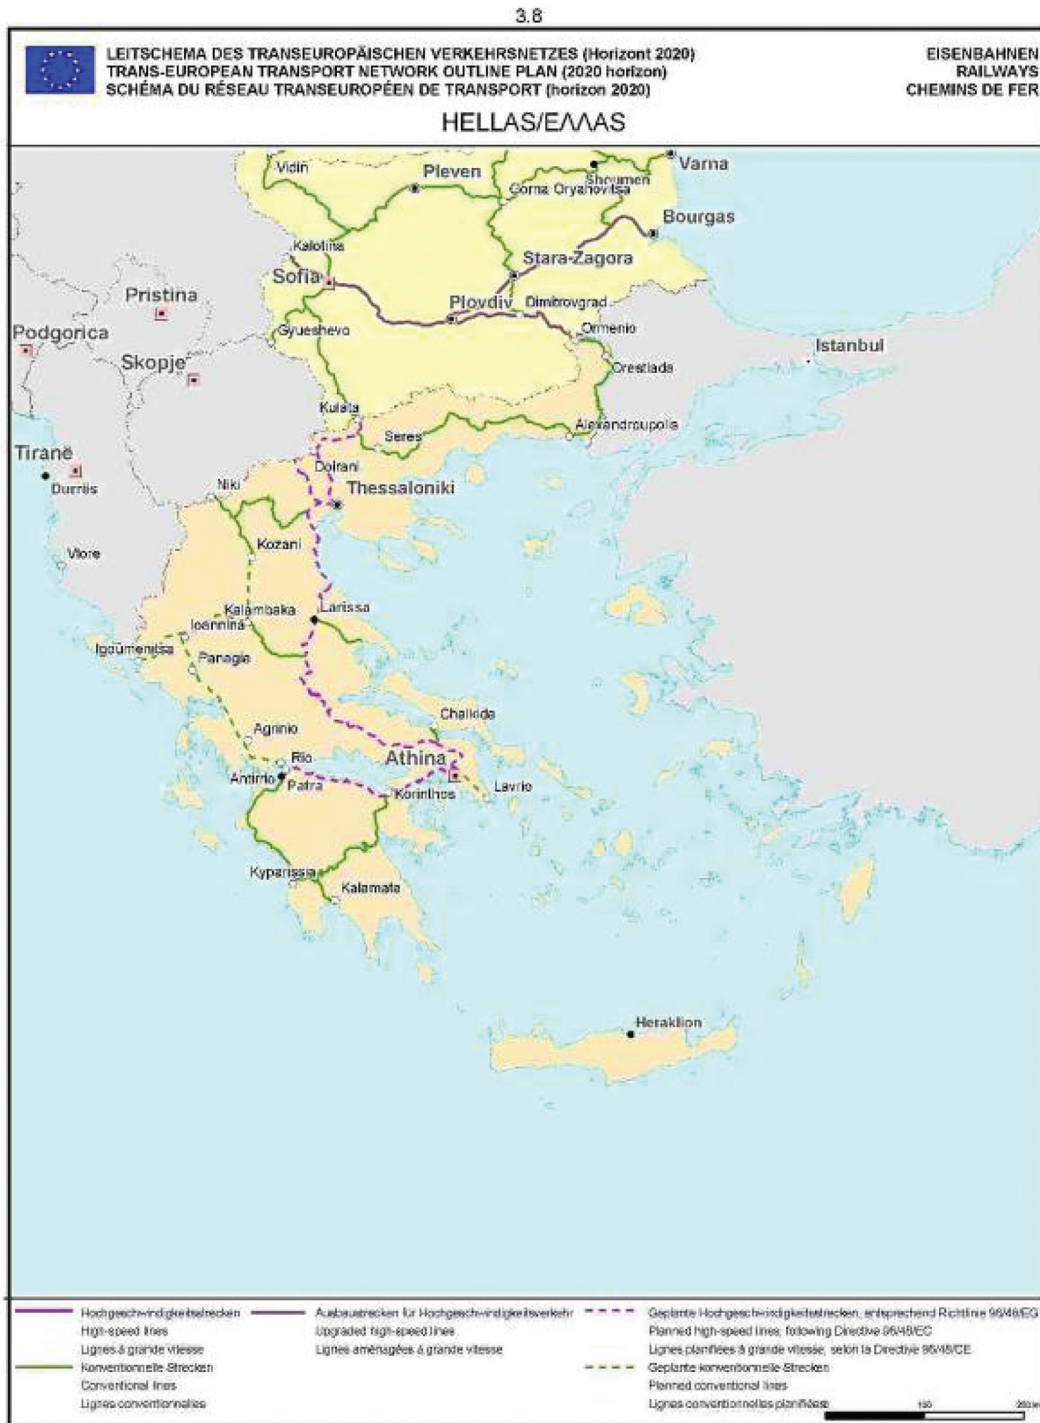 3.8
LEITSCHEMA DES TRANSEUROPÄISCHEN VERKEHRSNETZES (Horizont 2020)
TRANS-EUROPEAN TRANSPORT NETWORK OUTLINE PLAN (2020 horizon)
SCHÉMA DU RÉSEAU TRANSEUROPÉEN DE TRANSPORT (horizon 2020)
EISENBAHNEN
RAILWAYS
CHEMINS DE FER
HELLAS/ΕΛΛΑΣ
Vidin
Pleven
Shoumen
Varna
Gorna Oryahovitsa
Bourgas
Kalotina
Sofia
Stara-Zagora
Pristina
Plovdiv
Dimitrovgrad
Podgorica
Gyueshevo
Ormenio
Istanbul
Skopje
Orestiada
Kulata
Seres
Alexandroupolis
Tiranë
Doirani
Durrës
Niki
Thessaloniki
Kozani
Vlore
Kalambaka
Larissa
Ioannina
Igoumenitsa
Panagia
Chalkida
Agrinio
Athina
Rio
Antirrio
Patra
Korinthos
Lavrio
Kyparissia
Kalamata
Heraklion
Hochgeschwindigkeitsstrecken
High-speed lines
Lignes à grande vitesse
Konventionelle Strecken
Conventional lines
Lignes conventionnelles
Ausbaustrecken für Hochgeschwindigkeitsverkehr
Upgraded high-speed lines
Lignes aménagées à grande vitesse
Geplante Hochgeschwindigkeitsstrecken, entsprechend Richtlinie 96/48/EG
Planned high-speed lines, following Directive 96/48/EC
Lignes planifiées à grande vitesse, selon la Directive 96/48/CE
Geplante konventionelle Strecken
Planned conventional lines
Lignes conventionnelles planifiées